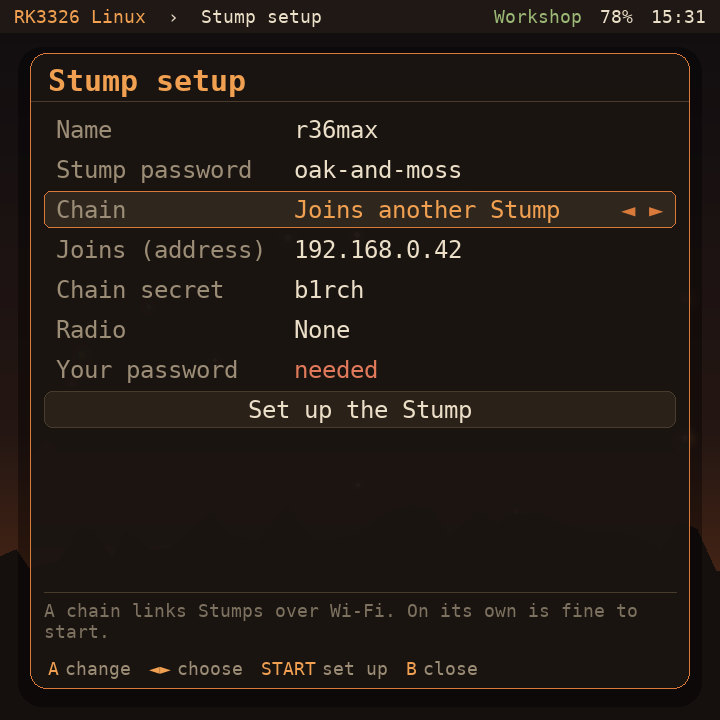 RK3326 Linux › Stump setup Workshop 78% 15:31
Stump setup
Name r36max
Stump password oak-and-moss
Chain Joins another Stump ◄ ►
Joins (address) 192.168.0.42
Chain secret b1rch
Radio None
Your password needed
Set up the Stump
A chain links Stumps over Wi-Fi. On its own is fine to
start.
A change ◄► choose START set up B close